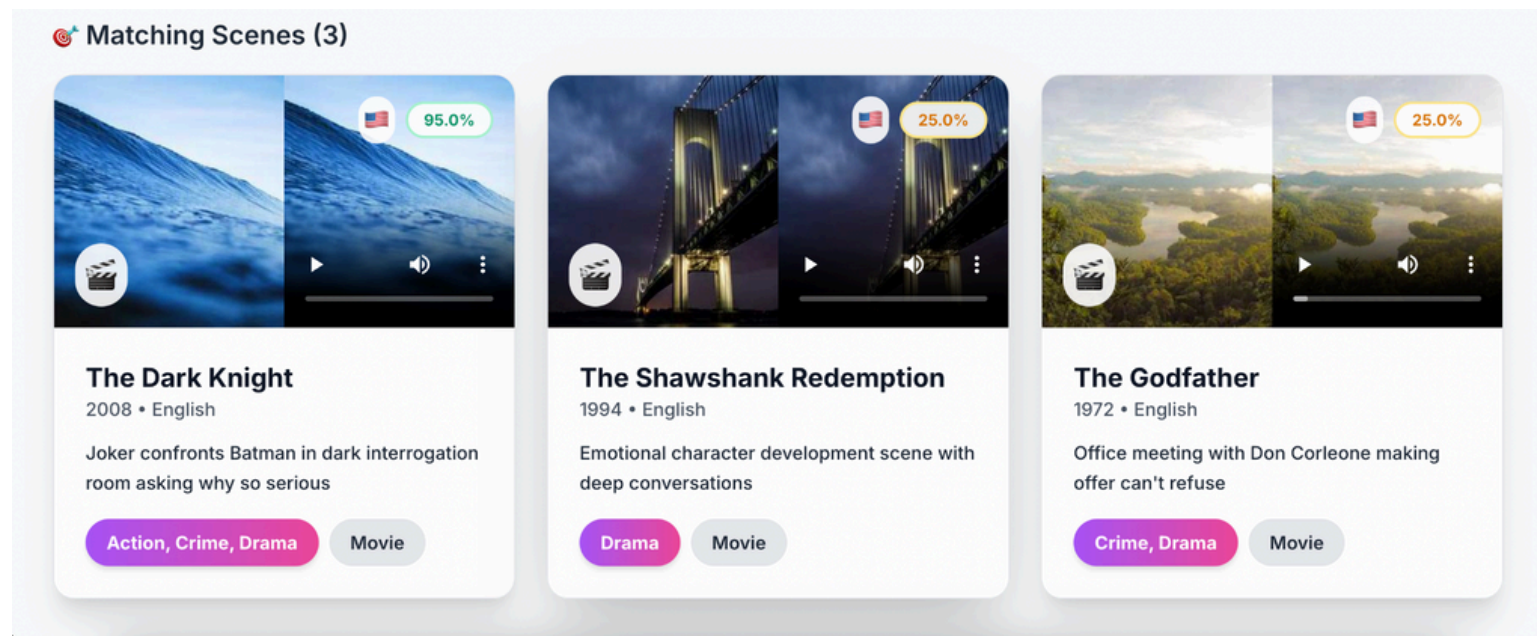 🎯 Matching Scenes (3)
95.0%
The Dark Knight
2008 • English
Joker confronts Batman in dark interrogation
room asking why so serious
Action, Crime, Drama
Movie
25.0%
The Shawshank Redemption
1994 • English
Emotional character development scene with
deep conversations
Drama
Movie
25.0%
The Godfather
1972 • English
Office meeting with Don Corleone making
offer can't refuse
Crime, Drama
Movie